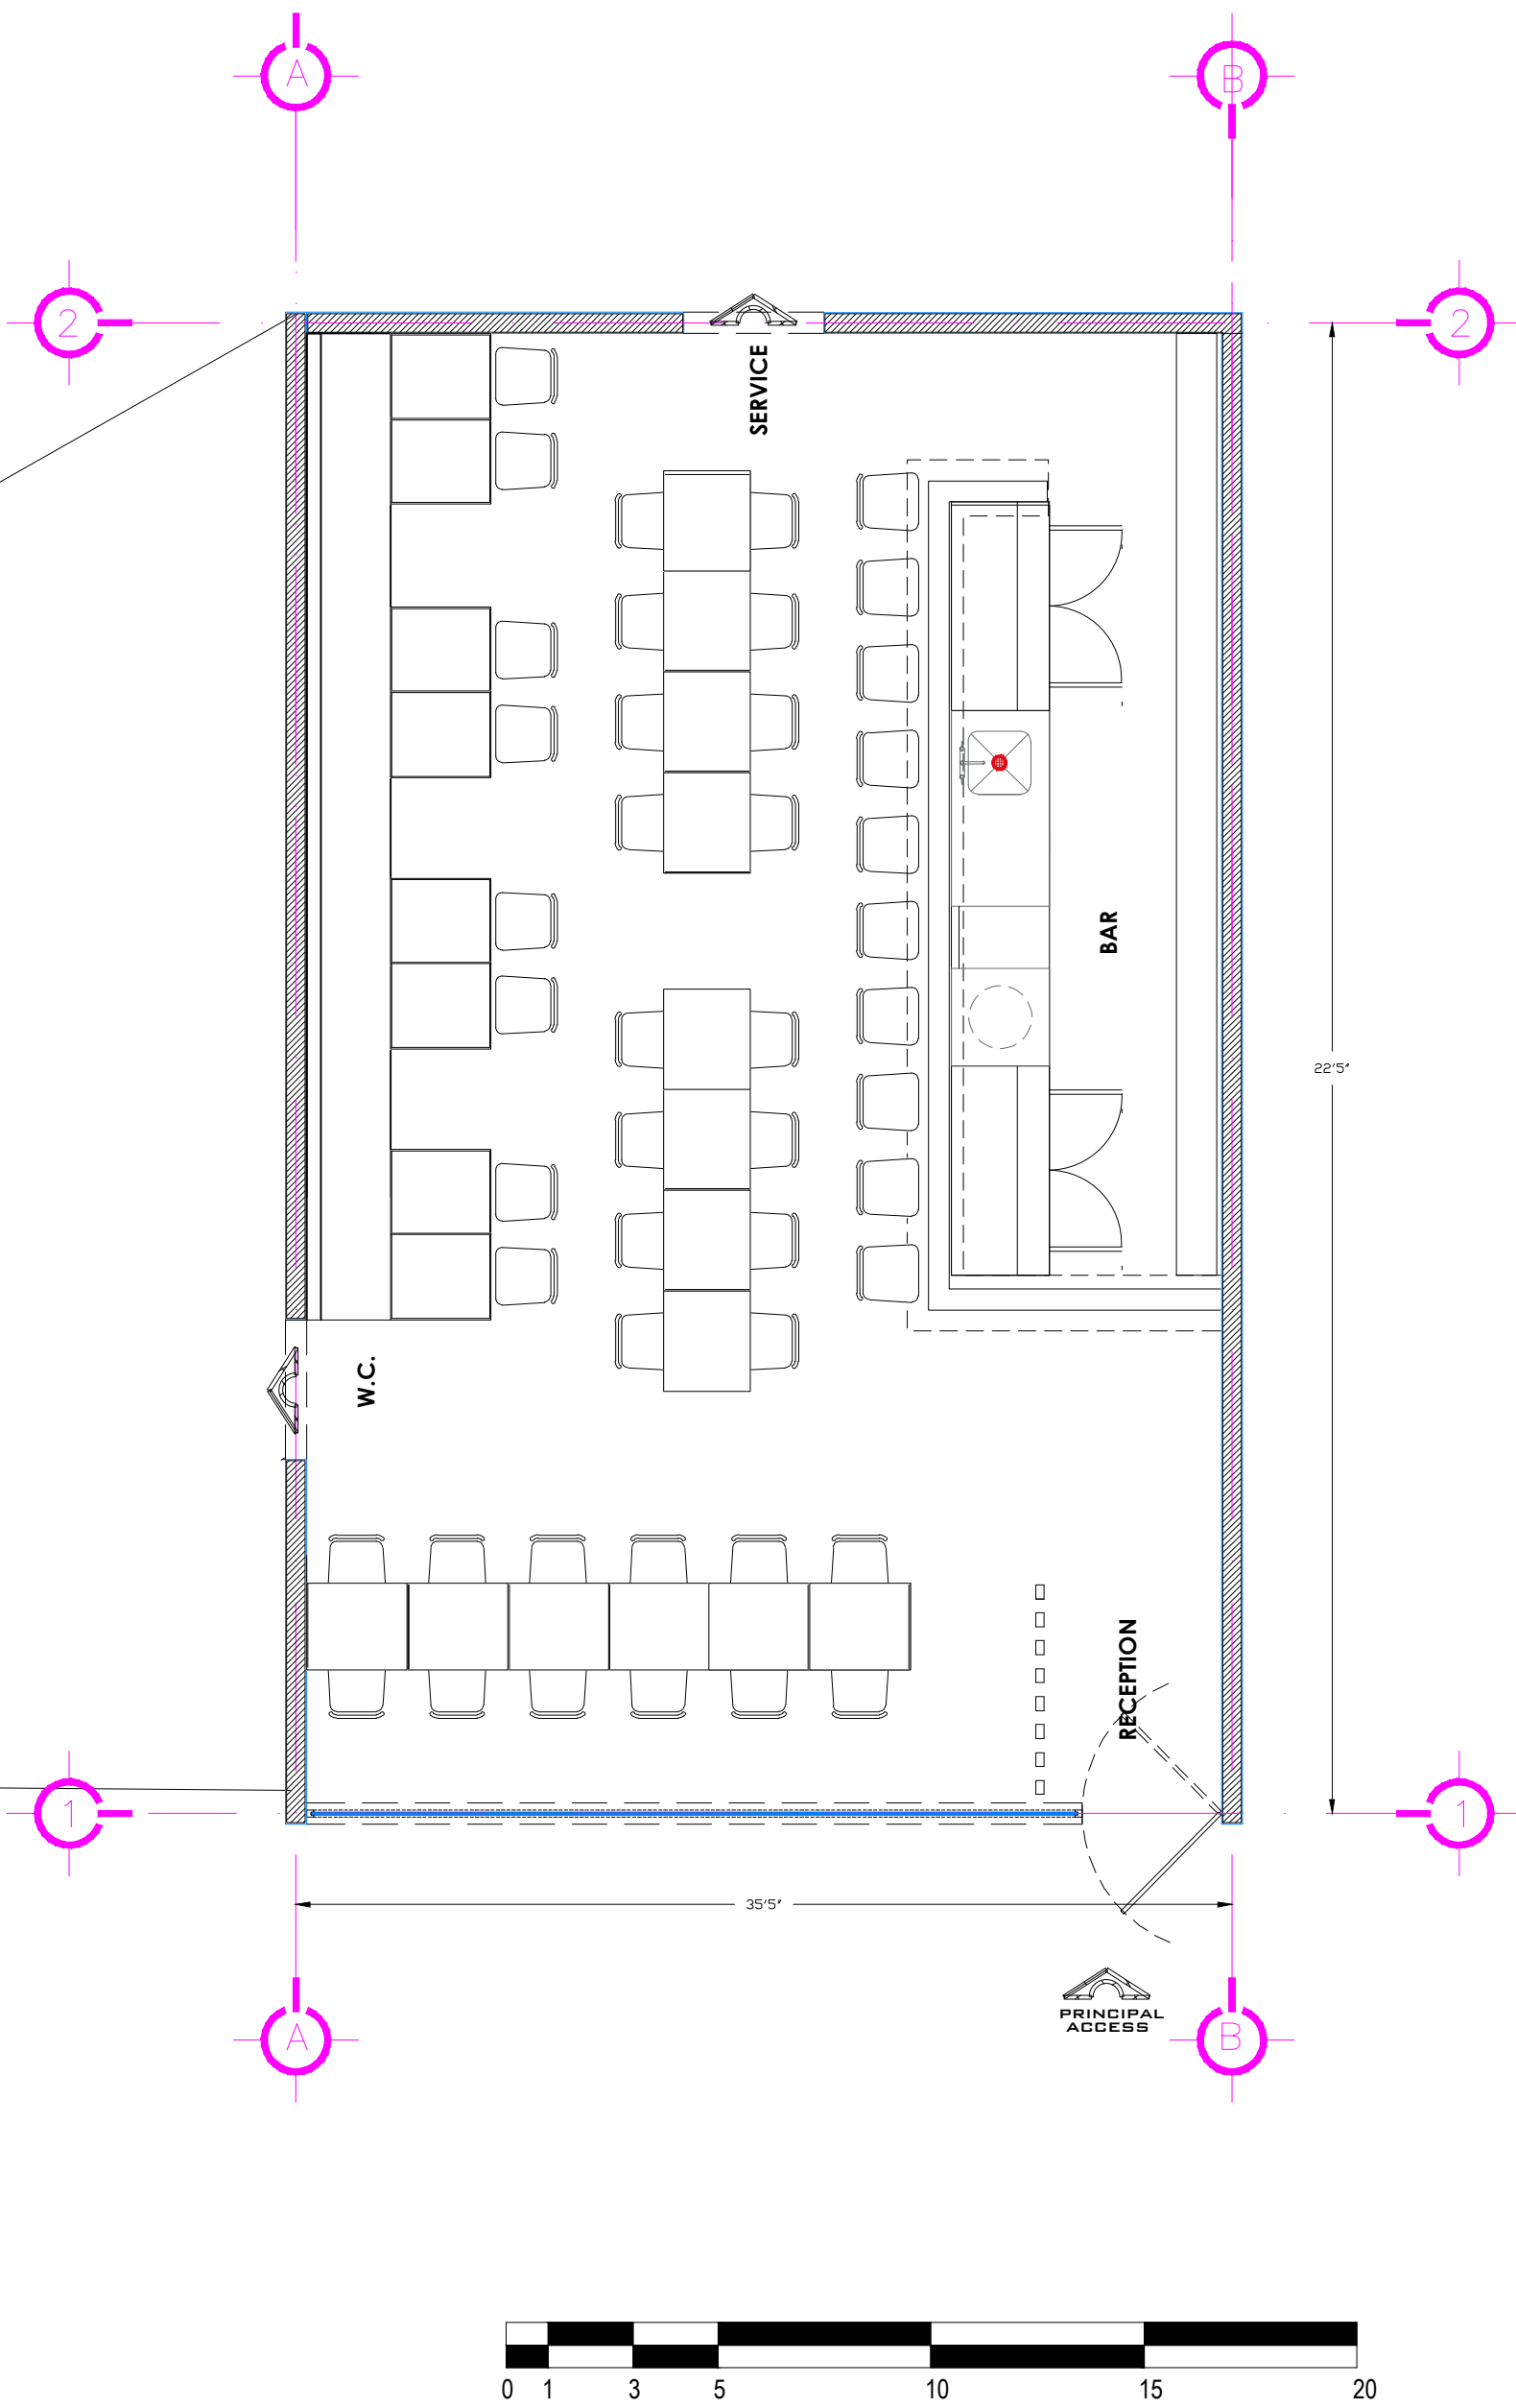 A
B
2
2
SERVICE
BAR
22'5"
W.C.
RECEPTION
1
1
35'5"
PRINCIPAL
ACCESS
A
B
0 1 3 5 10 15 20